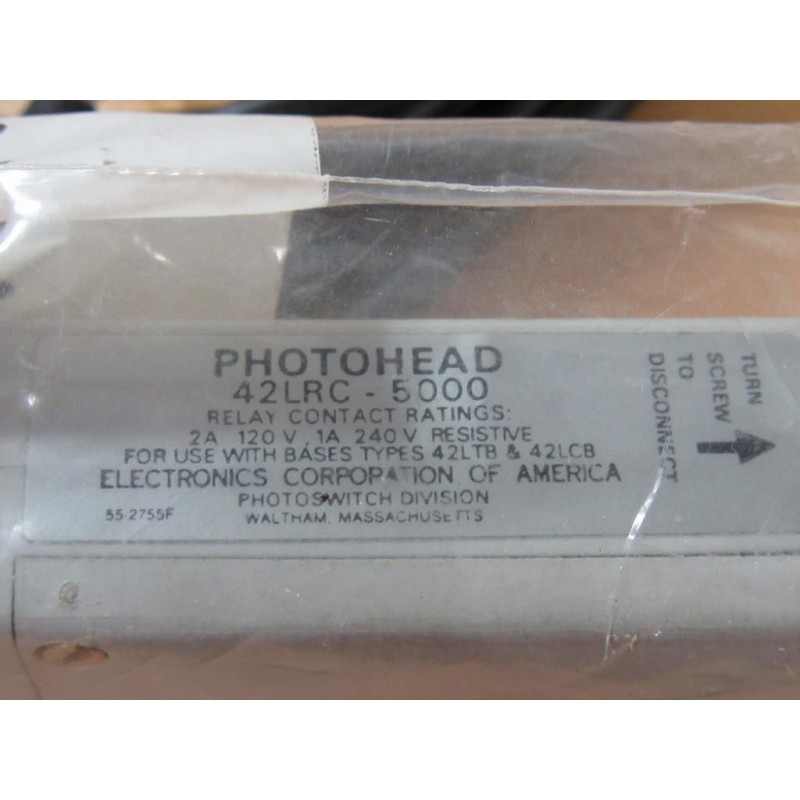 PHOTOHEAD
42LRC - 5000
RELAY CONTACT RATINGS:
2A 120 V, 1A 240 V RESISTIVE
FOR USE WITH BASES TYPES 42LTB & 42LCB
ELECTRONICS CORPORATION OF AMERICA
PHOTOSWITCH DIVISION
55 2755F
WALTHAM, MASSACHUSETTS
TURN
SCREW
TO
DISCONNECT